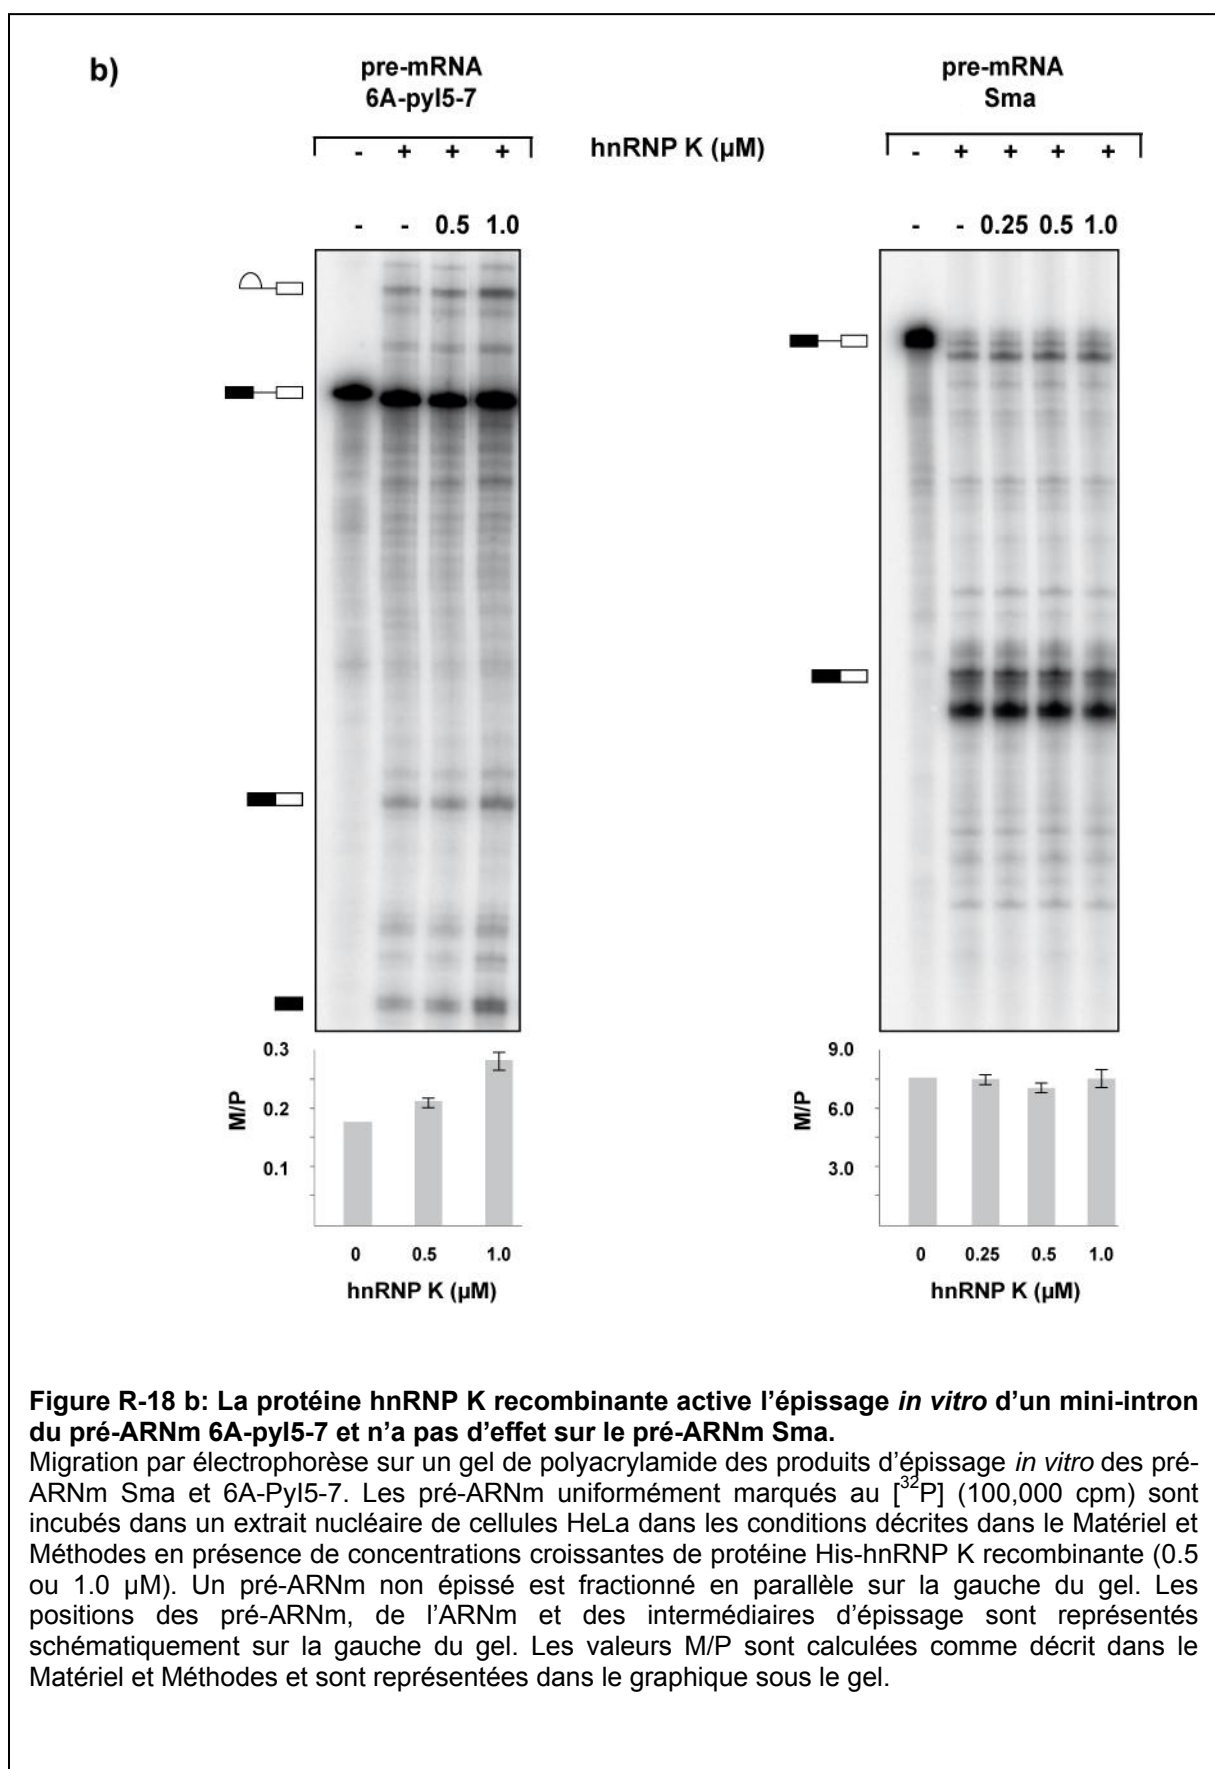 b)
pre-mRNA
6A-pyl5-7
pre-mRNA
Sma
- + + +
hnRNP K (µM)
- + + + +
- - 0.5 1.0
- - 0.25 0.5 1.0
0.3
0.2
0.1
M/P
0 0.5 1.0
hnRNP K (µM)
9.0
6.0
3.0
M/P
0 0.25 0.5 1.0
hnRNP K (µM)
Figure R-18 b: La protéine hnRNP K recombinante active l’épissage in vitro d’un mini-intron
du pré-ARNm 6A-pyl5-7 et n’a pas d’effet sur le pré-ARNm Sma.
Migration par électrophorèse sur un gel de polyacrylamide des produits d’épissage in vitro des pré-
ARNm Sma et 6A-Pyl5-7. Les pré-ARNm uniformément marqués au [³²P] (100,000 cpm) sont
incubés dans un extrait nucléaire de cellules HeLa dans les conditions décrites dans le Matériel et
Méthodes en présence de concentrations croissantes de protéine His-hnRNP K recombinante (0.5
ou 1.0 µM). Un pré-ARNm non épissé est fractionné en parallèle sur la gauche du gel. Les
positions des pré-ARNm, de l’ARNm et des intermédiaires d’épissage sont représentés
schématiquement sur la gauche du gel. Les valeurs M/P sont calculées comme décrit dans le
Matériel et Méthodes et sont représentées dans le graphique sous le gel.